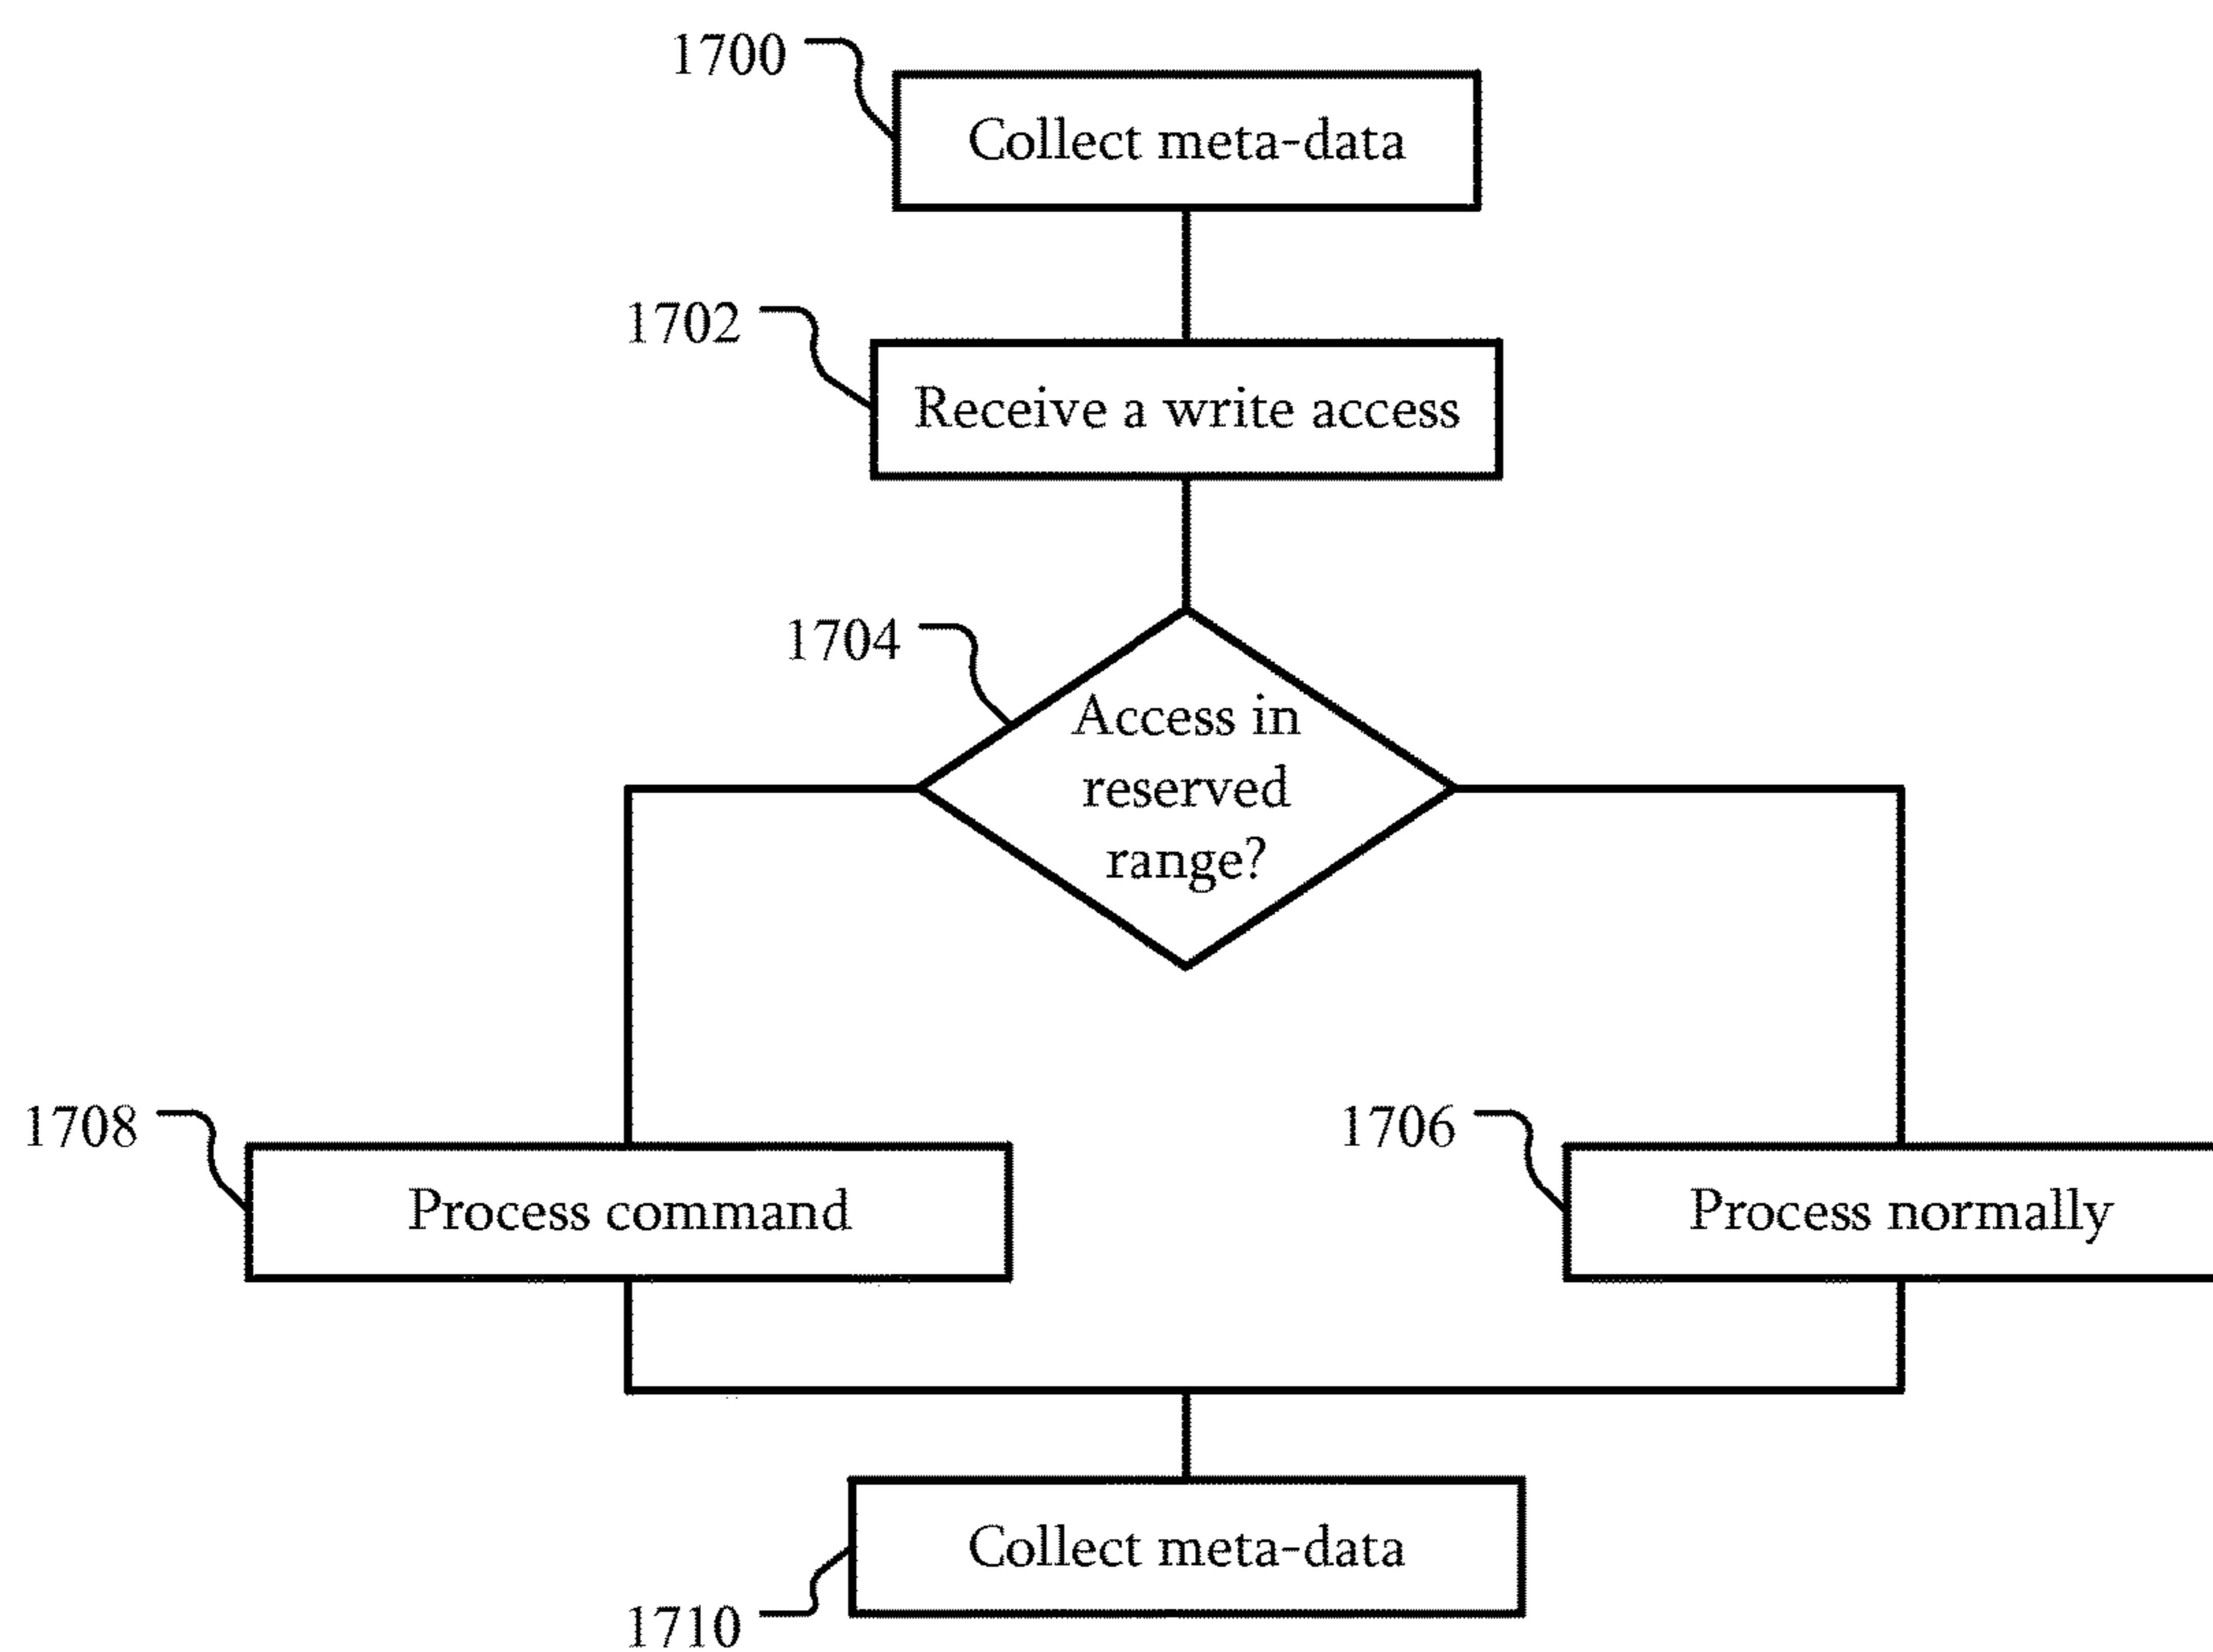 1700
Collect meta-data
1702
Receive a write access
1704
Access in
reserved
range?
1708
Process command
1706
Process normally
Collect meta-data
1710